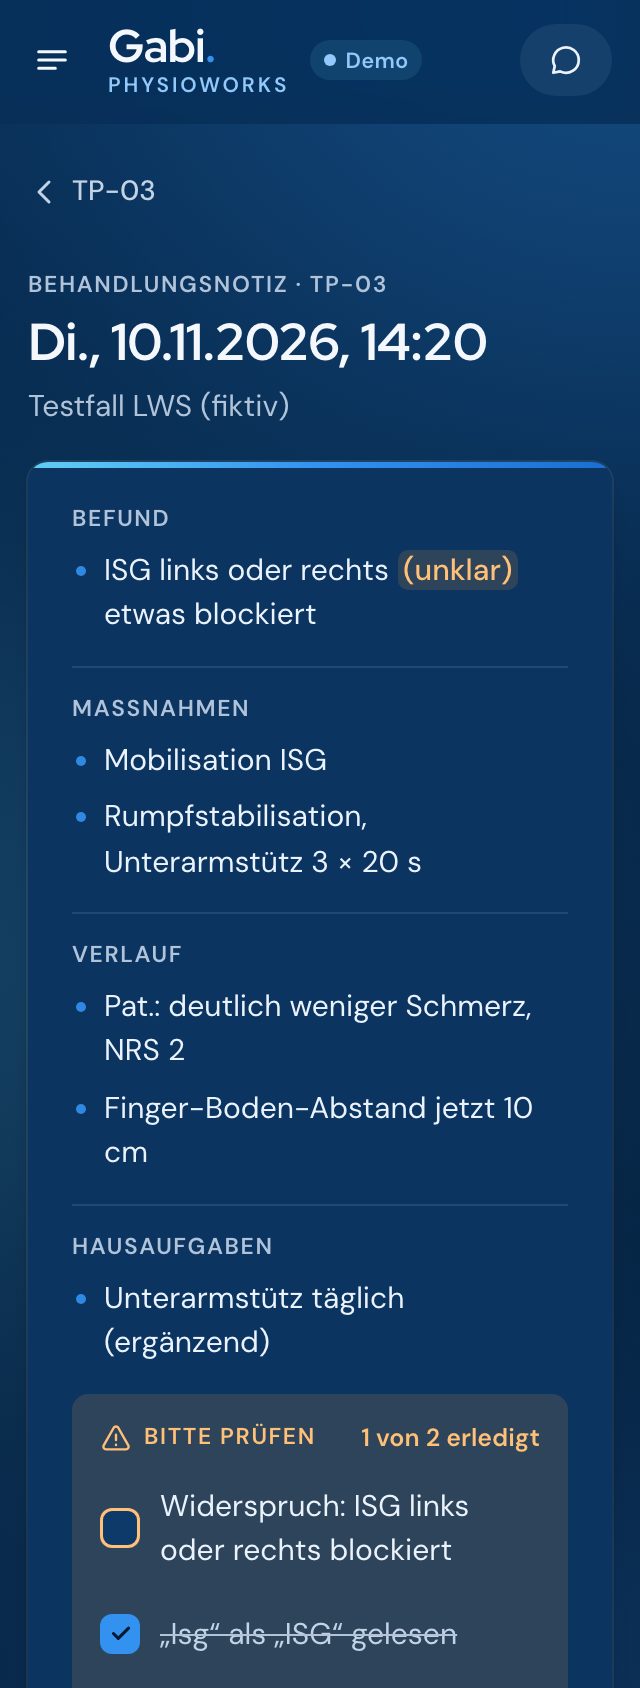 Gabi.
PHYSIOWORKS
Demo
TP-03
BEHANDLUNGSNOTIZ · TP-03
Di., 10.11.2026, 14:20
Testfall LWS (fiktiv)
BEFUND
ISG links oder rechts (unklar)
etwas blockiert
MASSNAHMEN
Mobilisation ISG
Rumpfstabilisation,
Unterarmstütz 3 × 20 s
VERLAUF
Pat.: deutlich weniger Schmerz,
NRS 2
Finger-Boden-Abstand jetzt 10
cm
HAUSAUFGABEN
Unterarmstütz täglich
(ergänzend)
BITTE PRÜFEN 1 von 2 erledigt
Widerspruch: ISG links
oder rechts blockiert
„Isg“ als „ISG“ gelesen